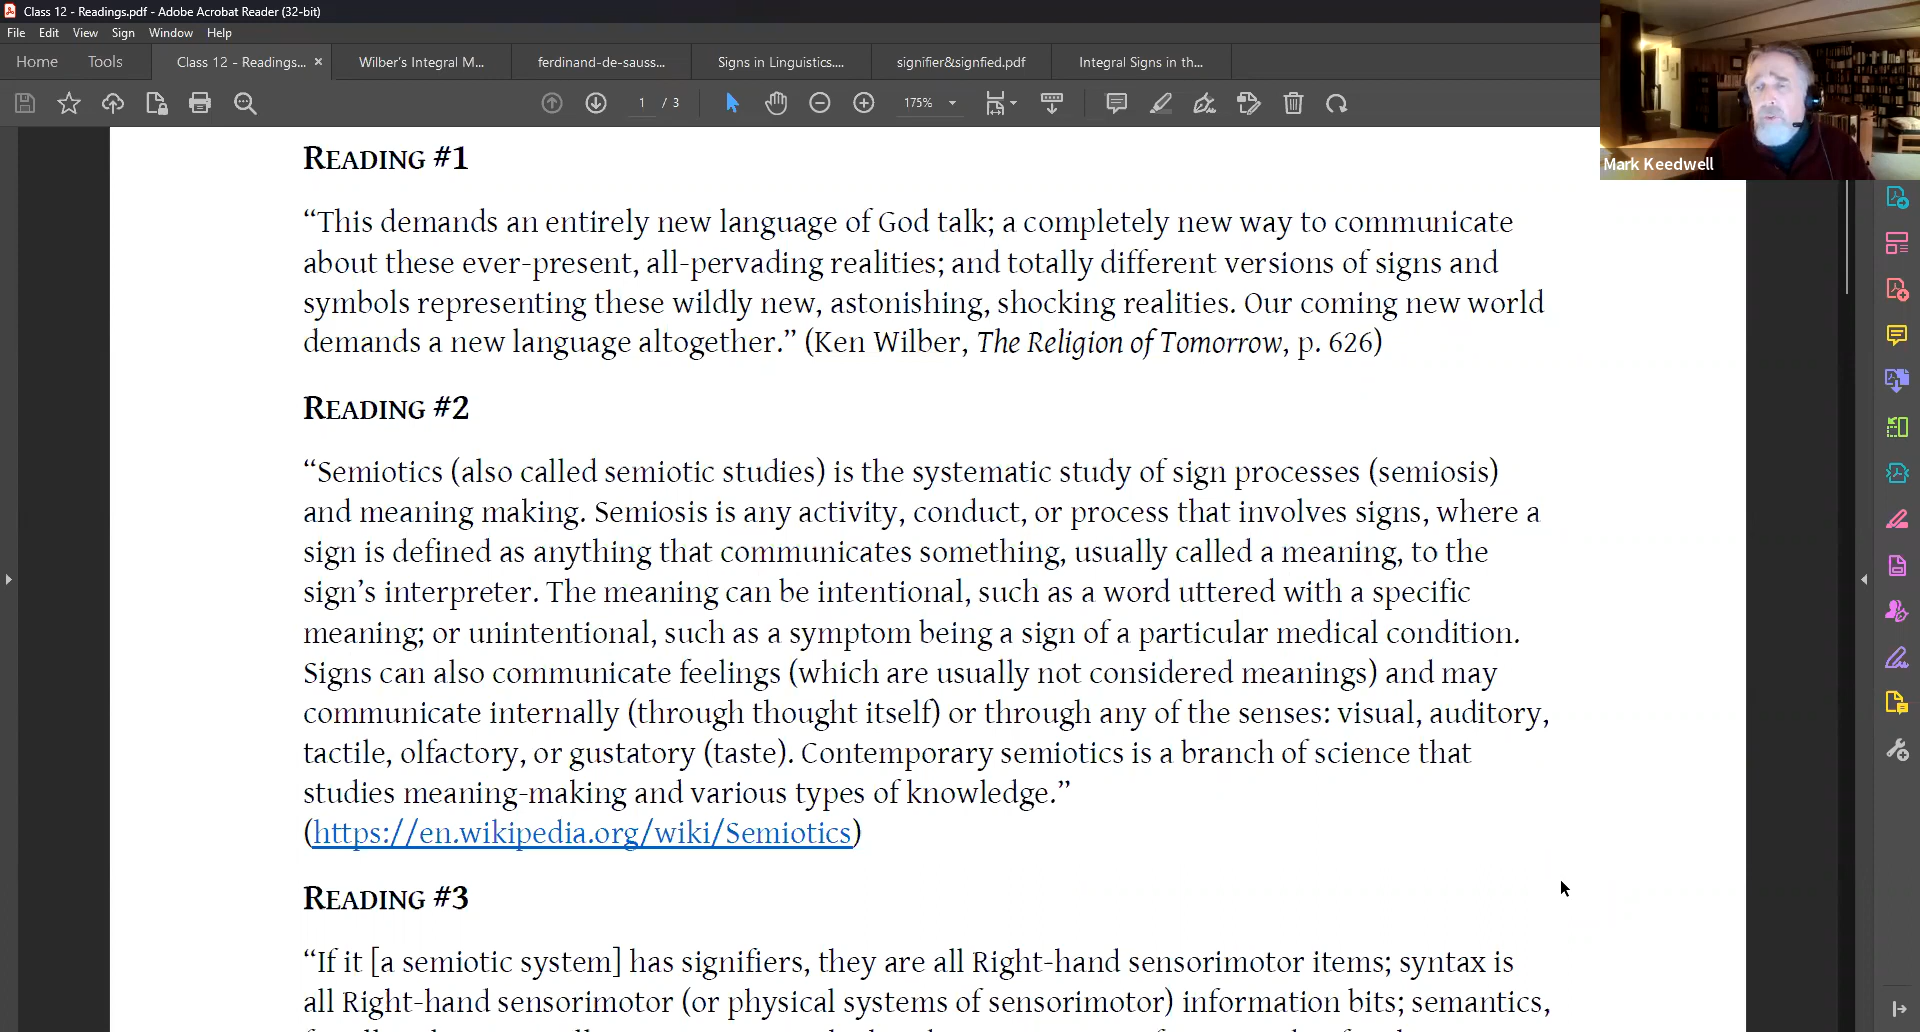 Class 12 - Readings.pdf - Adobe Acrobat Reader (32-bit)
File Edit View Sign Window Help
Home Tools Class 12 - Readings... × Wilber's Integral M... ferdinand-de-sauss... Signs in Linguistics.... signifier&signfied.pdf Integral Signs in th...
1 / 3 175%
Mark Keedwell
READING #1
“This demands an entirely new language of God talk; a completely new way to communicate
about these ever-present, all-pervading realities; and totally different versions of signs and
symbols representing these wildly new, astonishing, shocking realities. Our coming new world
demands a new language altogether.” (Ken Wilber, The Religion of Tomorrow, p. 626)
READING #2
“Semiotics (also called semiotic studies) is the systematic study of sign processes (semiosis)
and meaning making. Semiosis is any activity, conduct, or process that involves signs, where a
sign is defined as anything that communicates something, usually called a meaning, to the
sign’s interpreter. The meaning can be intentional, such as a word uttered with a specific
meaning; or unintentional, such as a symptom being a sign of a particular medical condition.
Signs can also communicate feelings (which are usually not considered meanings) and may
communicate internally (through thought itself) or through any of the senses: visual, auditory,
tactile, olfactory, or gustatory (taste). Contemporary semiotics is a branch of science that
studies meaning-making and various types of knowledge.”
(https://en.wikipedia.org/wiki/Semiotics)
READING #3
“If it [a semiotic system] has signifiers, they are all Right-hand sensorimotor items; syntax is
all Right-hand sensorimotor (or physical systems of sensorimotor) information bits; semantics,